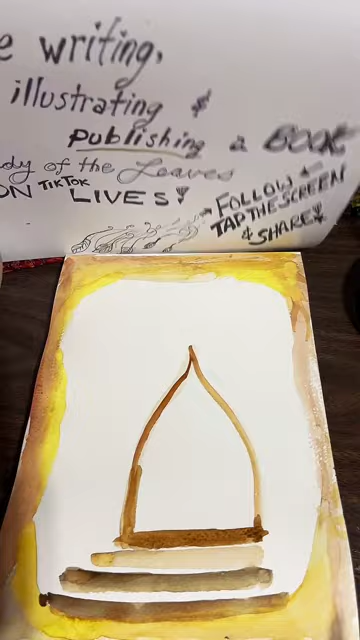 e writing,
illustrating &
Publishing a BOOK
dy of the Leaves
ON TIKTOK LIVES!
FOLLOW
TAP THE SCREEN
& SHARE!